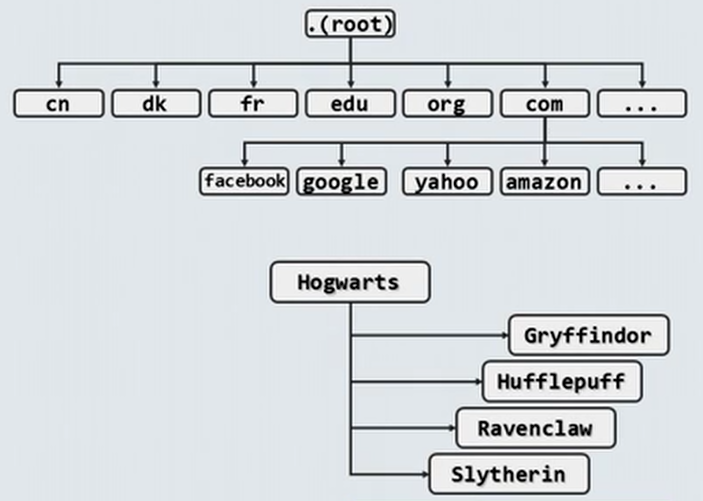 .(root)
cn dk fr edu org com ...
facebook google yahoo amazon ...
Hogwarts
Gryffindor
Hufflepuff
Ravenclaw
Slytherin